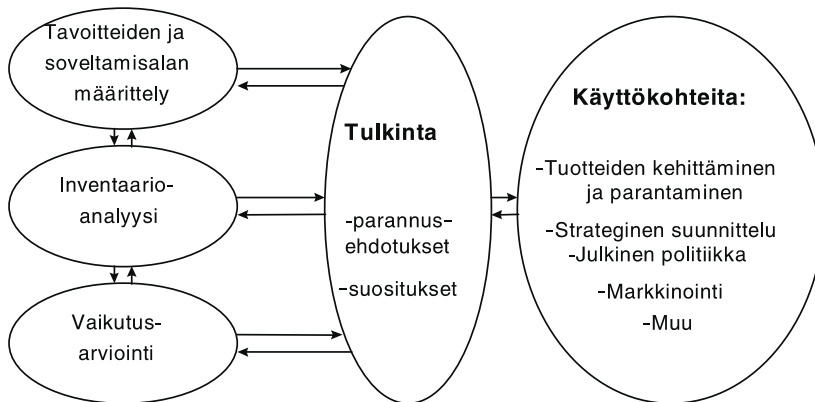 Tavoitteiden ja
soveltamisalan
määrittely
Inventaario-
analyysi
Vaikutus-
arviointi
Tulkinta
-parannus-
ehdotukset
-suositukset
Käyttökohteita:
-Tuotteiden kehittäminen
ja parantaminen
-Strateginen suunnittelu
-Julkinen politiikka
-Markkinointi
-Muu